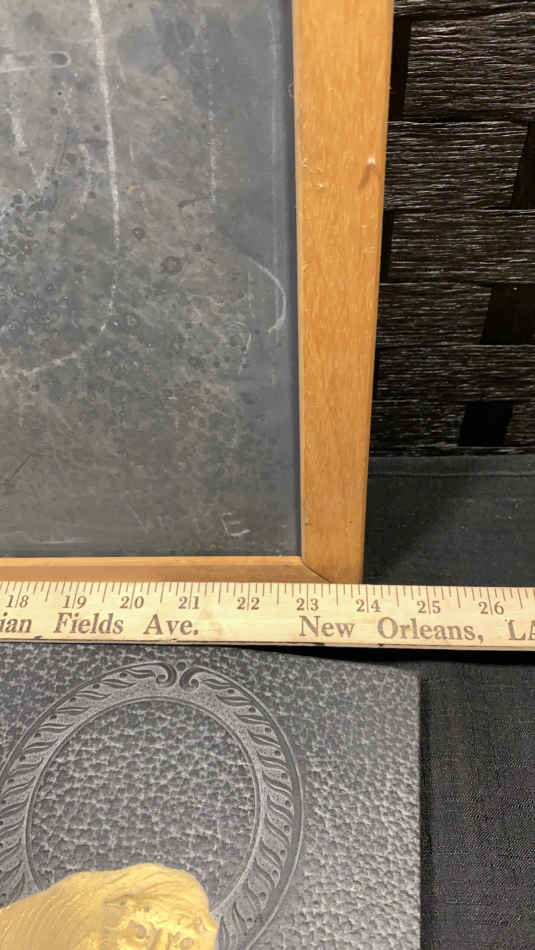 18 19 20 21 22 23 24 25 26
ian Fields Ave. New Orleans, LA